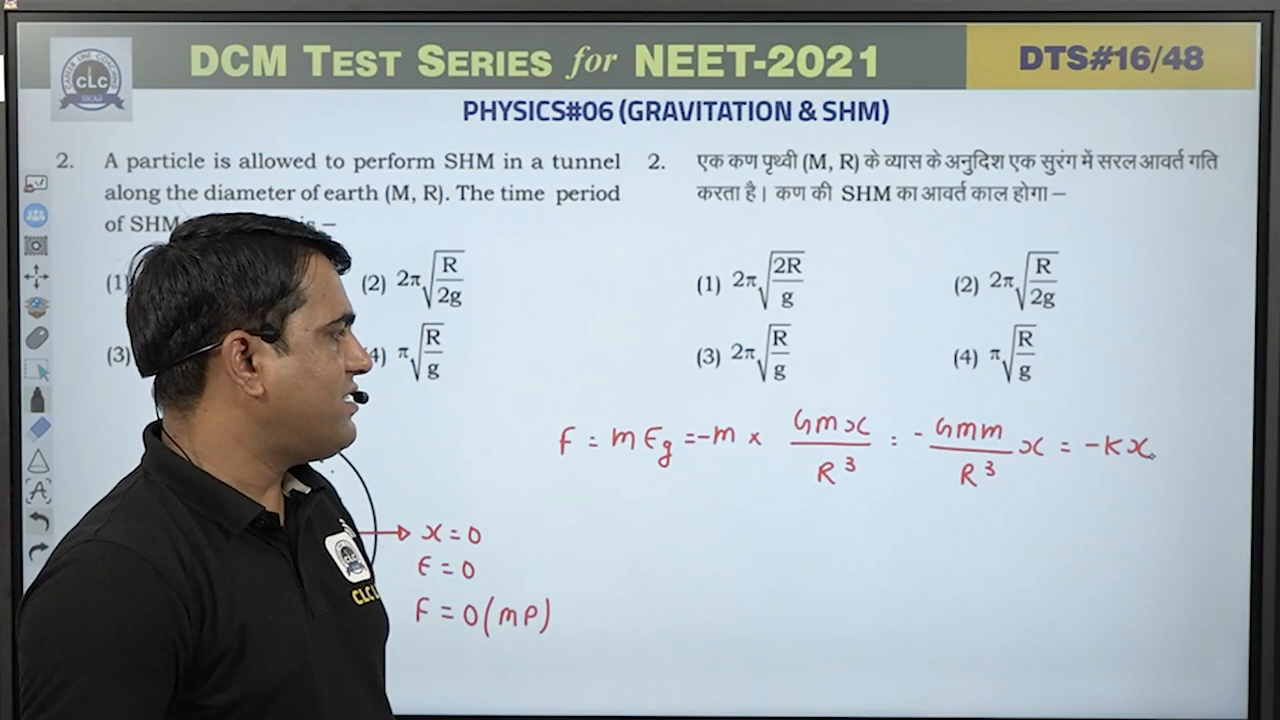 DCM TEST SERIES for NEET-2021
DTS#16/48
CLC
SIKAR
PHYSICS#06 (GRAVITATION & SHM)
2. A particle is allowed to perform SHM in a tunnel
along the diameter of earth (M, R). The time period
of SHM –
(1)
(2) 2π√(R/2g)
(3)
4) π√(R/g)
2. एक कण पृथ्वी (M, R) के व्यास के अनुदिश एक सुरंग में सरल आवर्त गति
करता है। कण की SHM का आवर्त काल होगा –
(1) 2π√(2R/g)
(2) 2π√(R/2g)
(3) 2π√(R/g)
(4) π√(R/g)
F = mEg = -m × GMx/R³ = - GMm/R³ x = -Kx
x = 0
E = 0
F = 0 (MP)
CLC